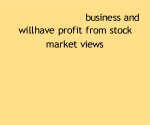 business and
willhave profit from stock
market views